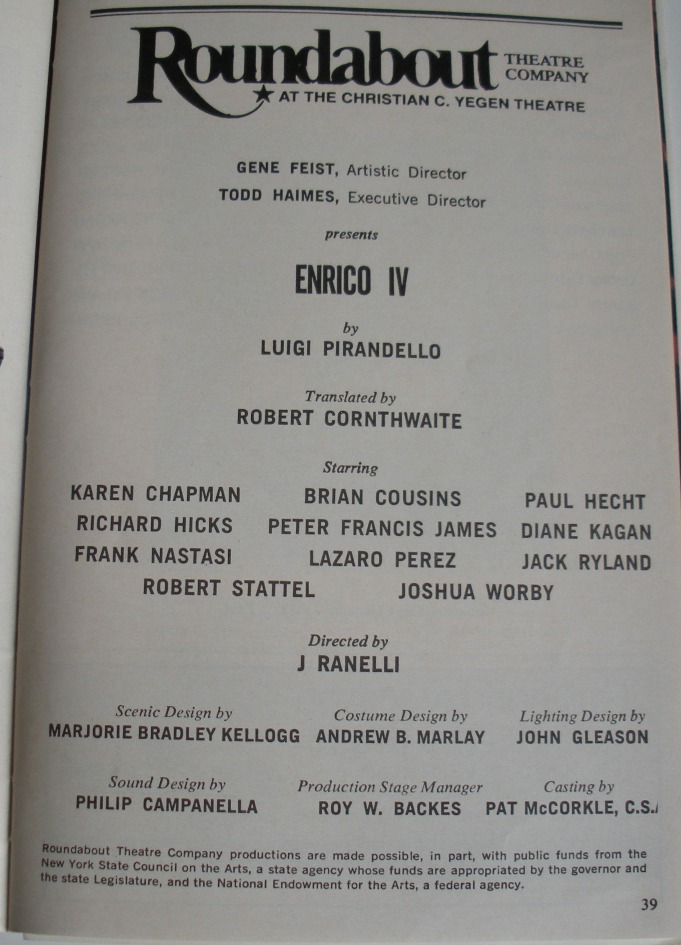 Roundabout THEATRE COMPANY
AT THE CHRISTIAN C. YEGEN THEATRE
GENE FEIST, Artistic Director
TODD HAIMES, Executive Director
presents
ENRICO IV
by
LUIGI PIRANDELLO
Translated by
ROBERT CORNTHWAITE
Starring
KAREN CHAPMAN BRIAN COUSINS PAUL HECHT
RICHARD HICKS PETER FRANCIS JAMES DIANE KAGAN
FRANK NASTASI LAZARO PEREZ JACK RYLAND
ROBERT STATTEL JOSHUA WORBY
Directed by
J RANELLI
Scenic Design by Costume Design by Lighting Design by
MARJORIE BRADLEY KELLOGG ANDREW B. MARLAY JOHN GLEASON
Sound Design by Production Stage Manager Casting by
PHILIP CAMPANELLA ROY W. BACKES PAT McCORKLE, C.S.
Roundabout Theatre Company productions are made possible, in part, with public funds from the
New York State Council on the Arts, a state agency whose funds are appropriated by the governor and
the state Legislature, and the National Endowment for the Arts, a federal agency.
39